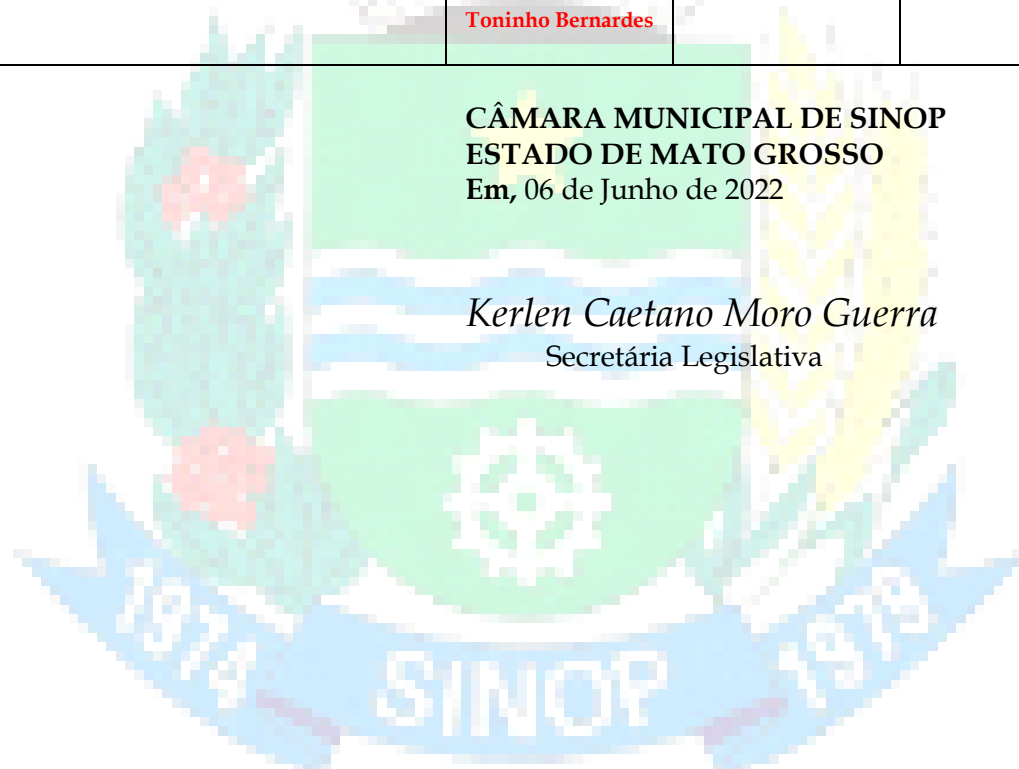 Toninho Bernardes
CÂMARA MUNICIPAL DE SINOP
ESTADO DE MATO GROSSO
Em, 06 de Junho de 2022
Kerlen Caetano Moro Guerra
Secretária Legislativa
1974 SINOP 1979